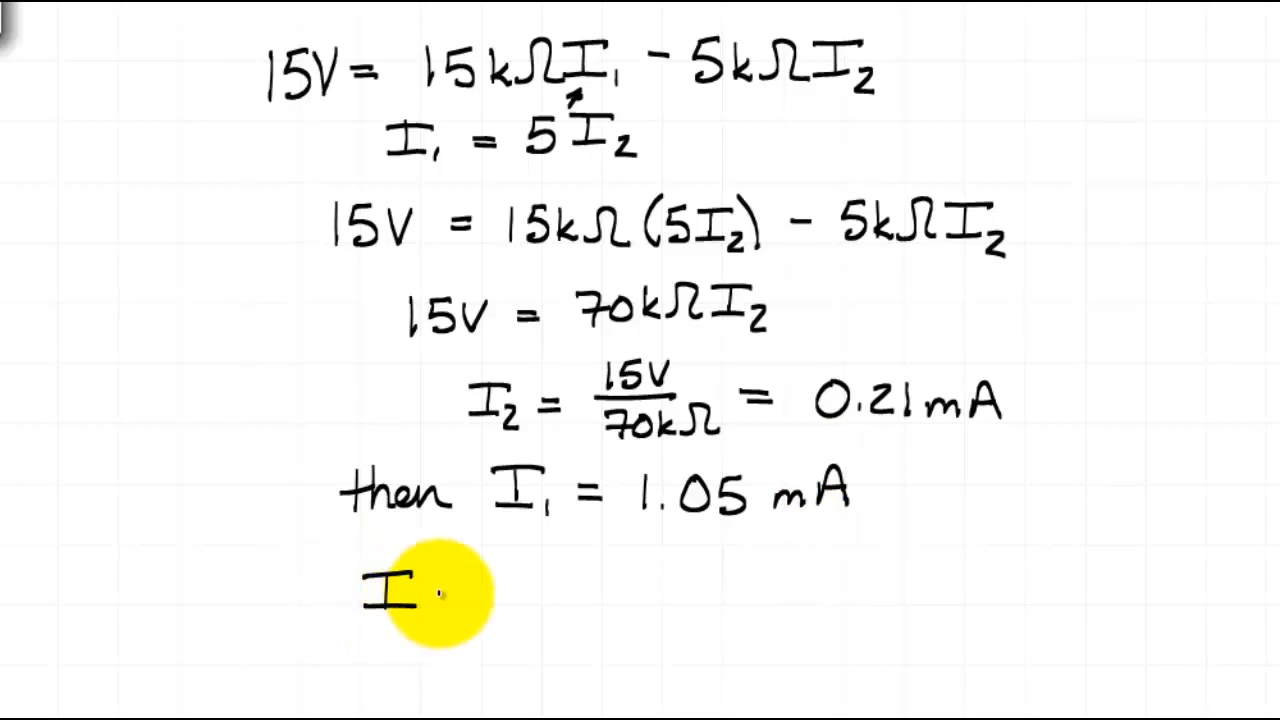 15V = 15kΩI₁ - 5kΩI₂
I₁ = 5I₂
15V = 15kΩ(5I₂) - 5kΩI₂
15V = 70kΩI₂
I₂ = 15V/70kΩ = 0.21mA
then I₁ = 1.05 mA
I